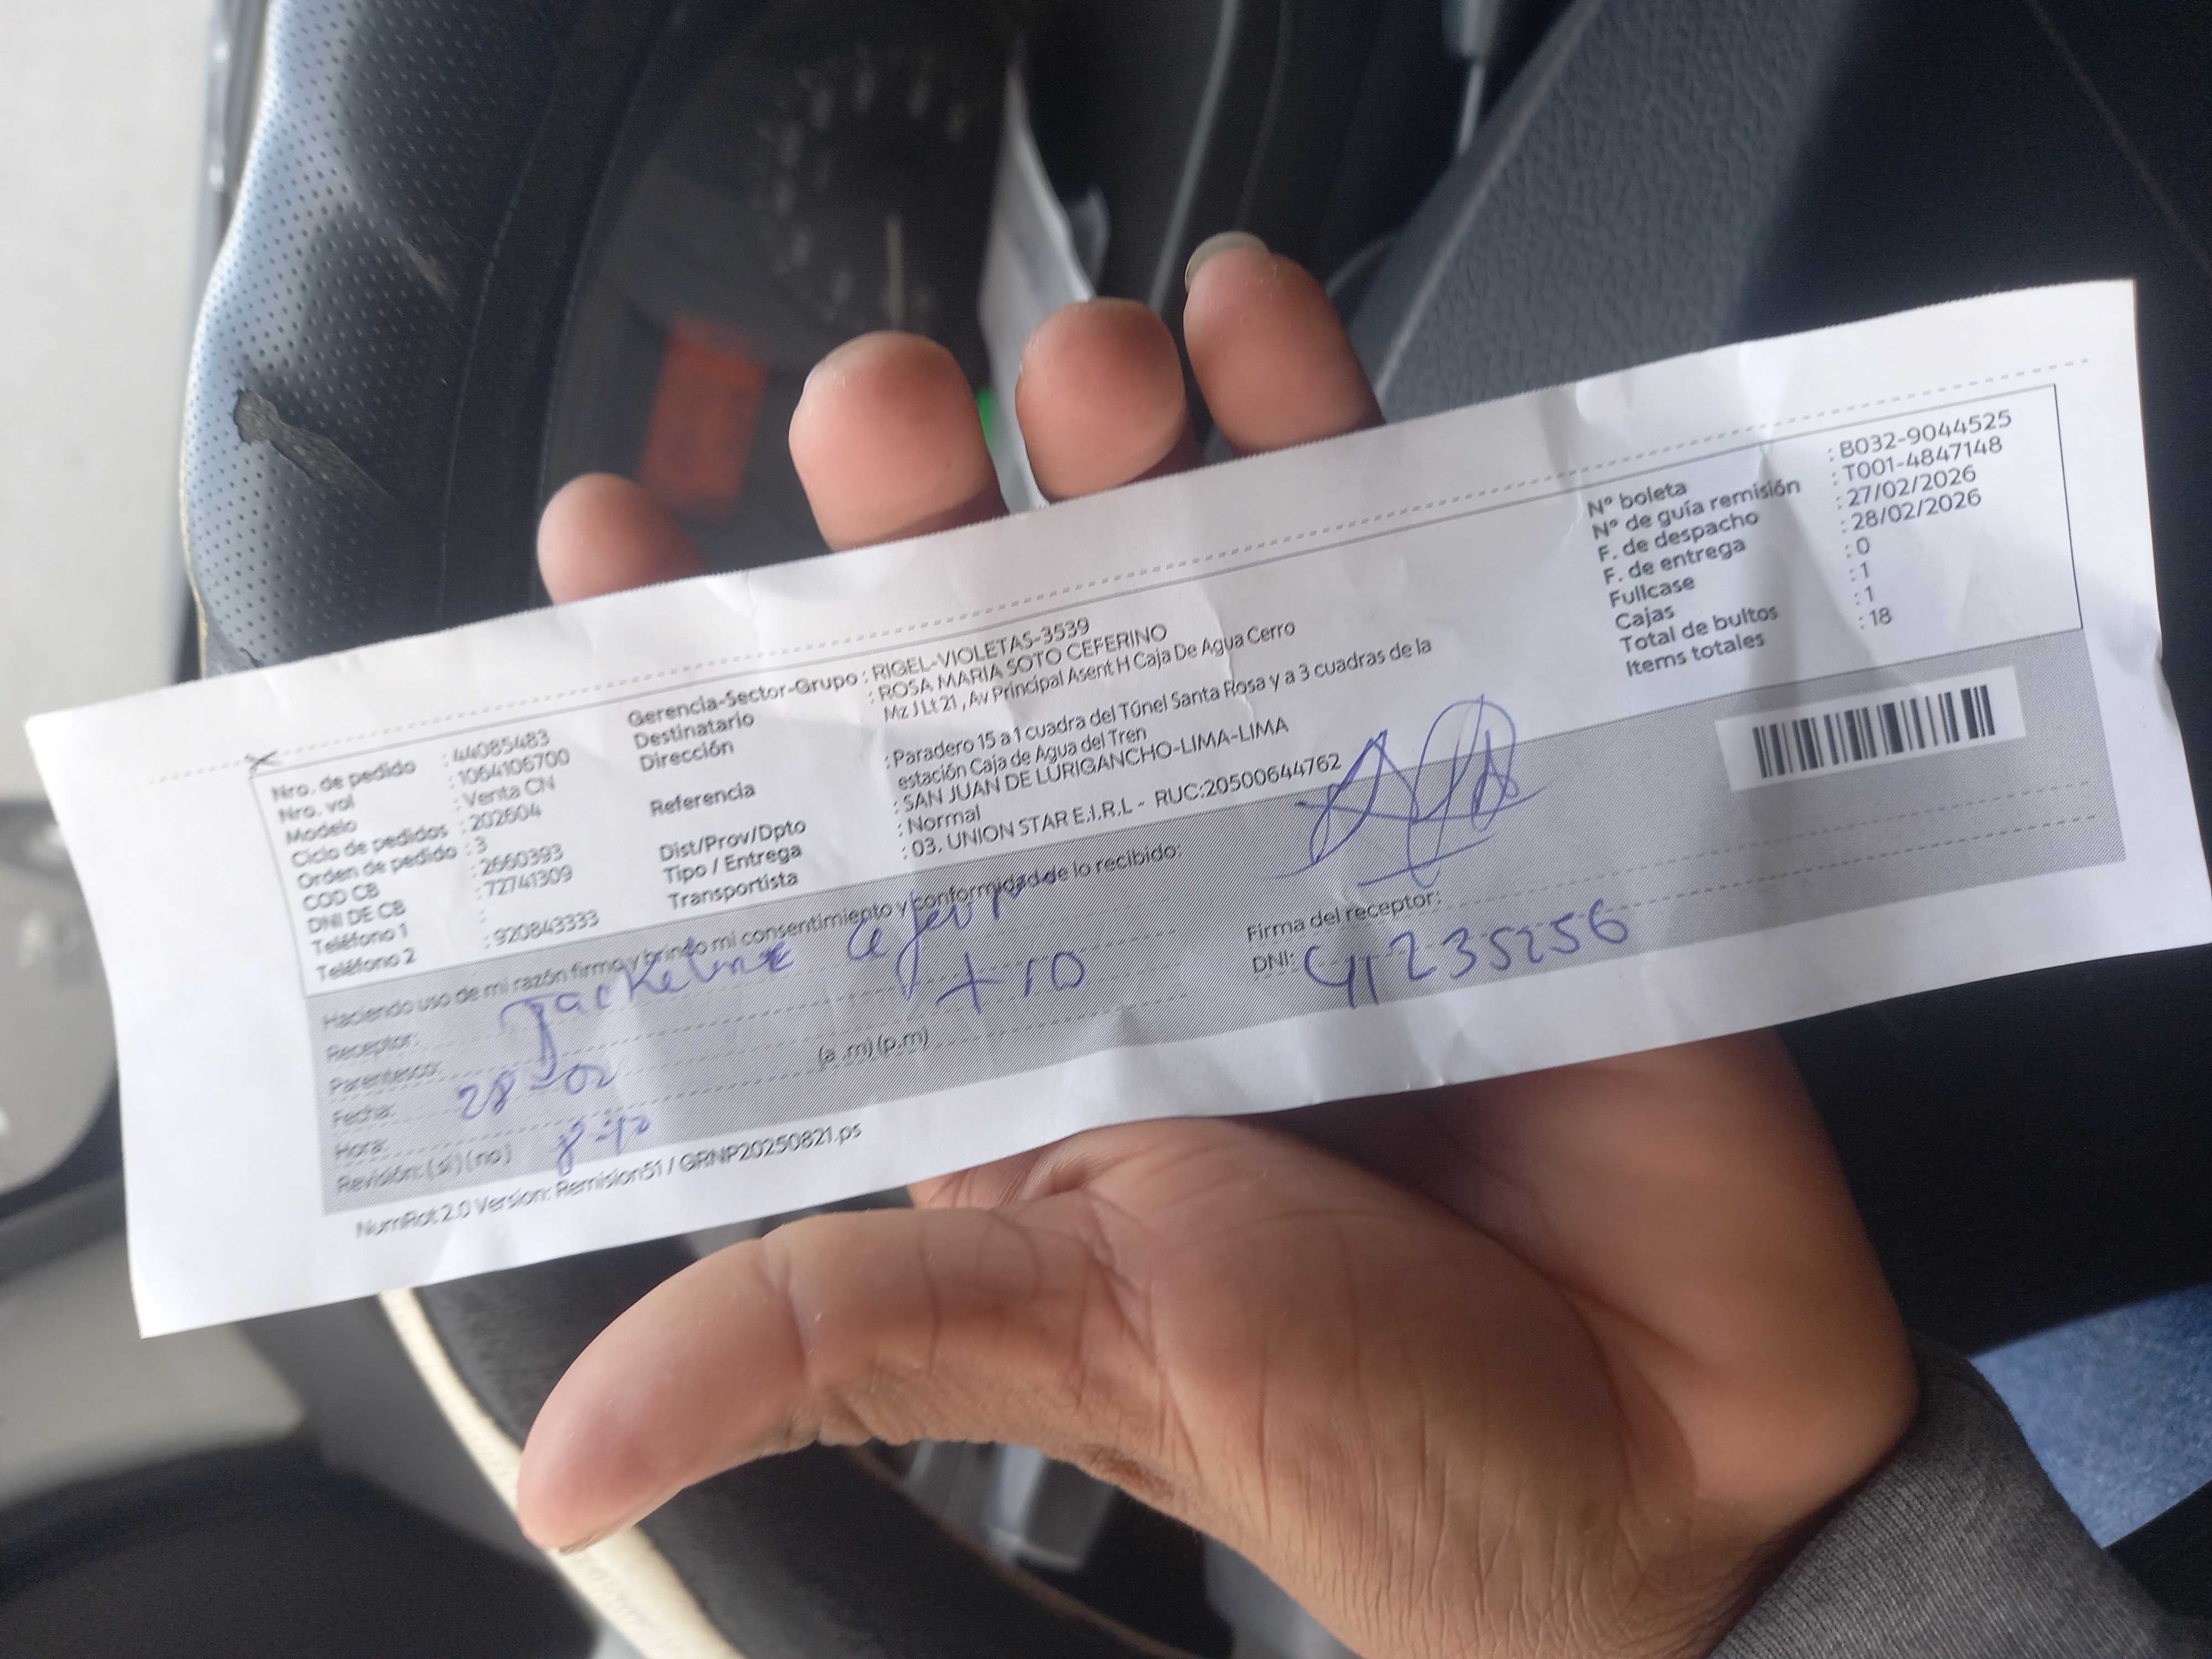 Nro. de pedido : 44085483
Nro. vol : 1064106700
Modelo : Venta CN
Ciclo de pedidos : 202604
Orden de pedido : 3
COD CB : 2660393
DNI DE CB : 72741309
Teléfono 1 :
Teléfono 2 : 920843333
Gerencia-Sector-Grupo : RIGEL-VIOLETAS-3539
Destinatario : ROSA MARIA SOTO CEFERINO
Dirección Mz J Lt 21 , Av Principal Asent H Caja De Agua Cerro
Referencia : Paradero 15 a 1 cuadra del Túnel Santa Rosa y a 3 cuadras de la
estación Caja de Agua del Tren
Dist/Prov/Dpto : SAN JUAN DE LURIGANCHO-LIMA-LIMA
Tipo / Entrega : Normal
Transportista : 03. UNION STAR E.I.R.L - RUC:20500644762
N° boleta : B032-9044525
N° de guía remisión : T001-4847148
F. de despacho : 27/02/2026
F. de entrega : 28/02/2026
Fullcase : 0
Cajas : 1
Total de bultos : 1
Items totales : 18
Haciendo uso de mi razón firmo y brindo mi consentimiento y conformidad de lo recibido:
Receptor: Jackeline
Parentesco: +10
Fecha: 28-02
Hora: 8-40 (a .m) (p.m)
Revisión: (si) (no)
Firma del receptor:
DNI: 41235256
NumRot 2.0 Version: Remision51 / GRNP20250821.ps